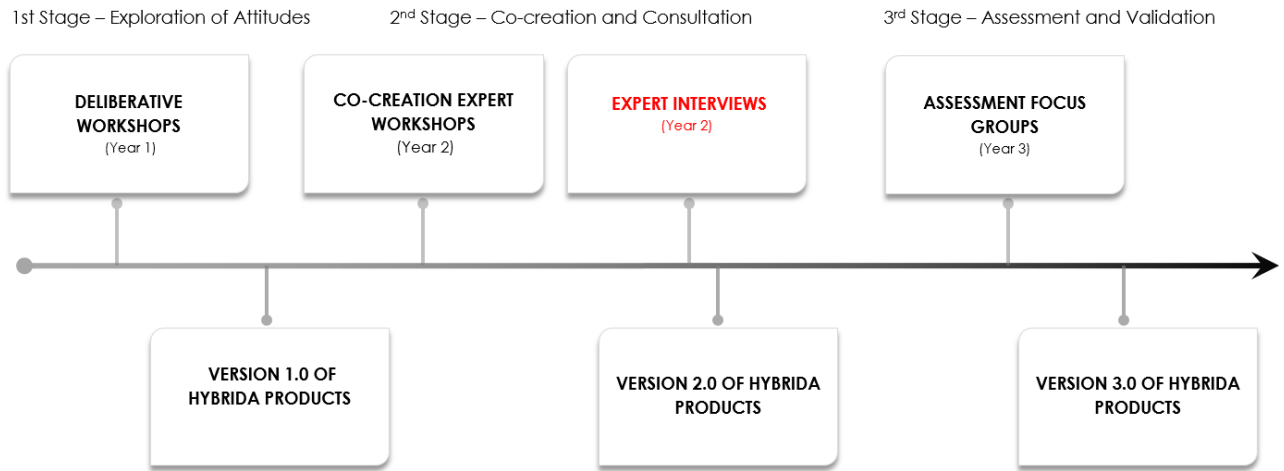 1st Stage – Exploration of Attitudes
2nd Stage – Co-creation and Consultation
3rd Stage – Assessment and Validation
DELIBERATIVE
WORKSHOPS
(Year 1)
CO-CREATION EXPERT
WORKSHOPS
(Year 2)
EXPERT INTERVIEWS
(Year 2)
ASSESSMENT FOCUS
GROUPS
(Year 3)
VERSION 1.0 OF
HYBRIDA PRODUCTS
VERSION 2.0 OF HYBRIDA
PRODUCTS
VERSION 3.0 OF HYBRIDA
PRODUCTS